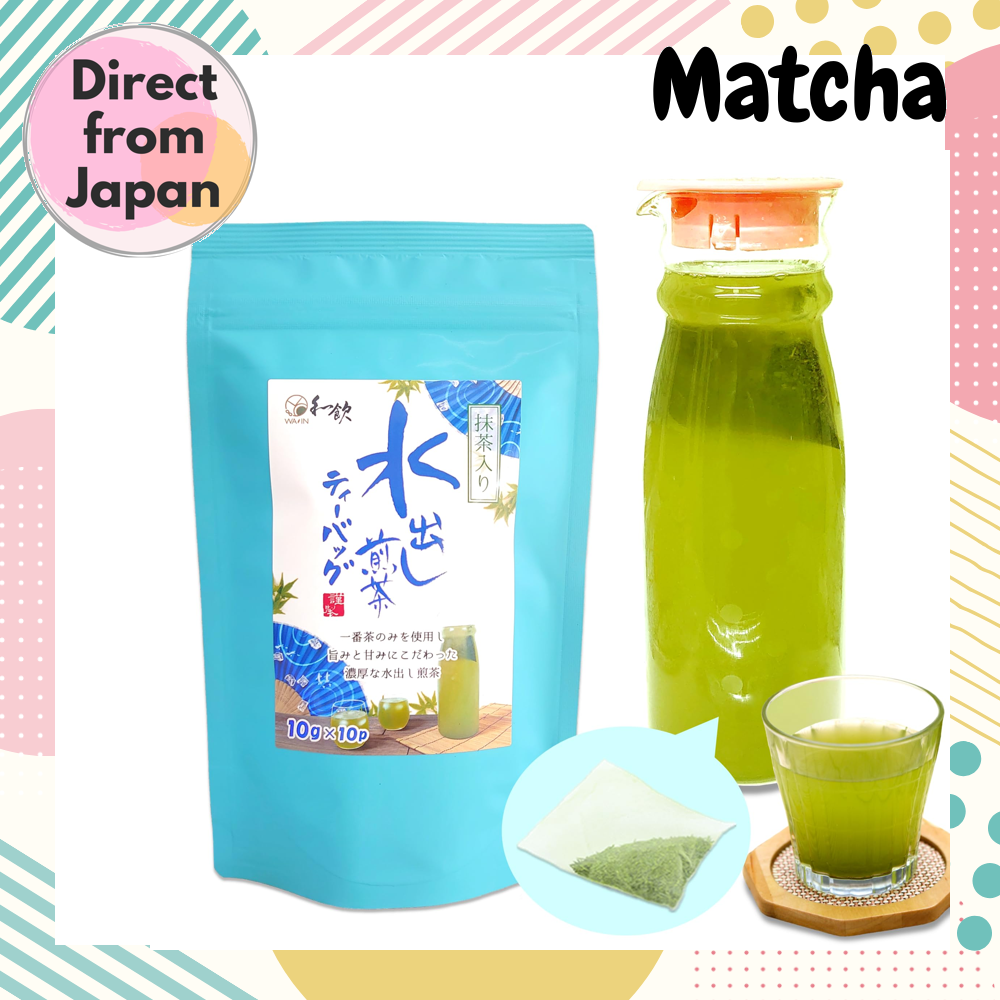 Direct
from
Japan
Matcha
和飲
WAIN
抹茶入り
水出し
煎茶
ティーバッグ
一番茶のみを使用し
旨みと甘みにこだわった
濃厚な水出し煎茶
10g×10p